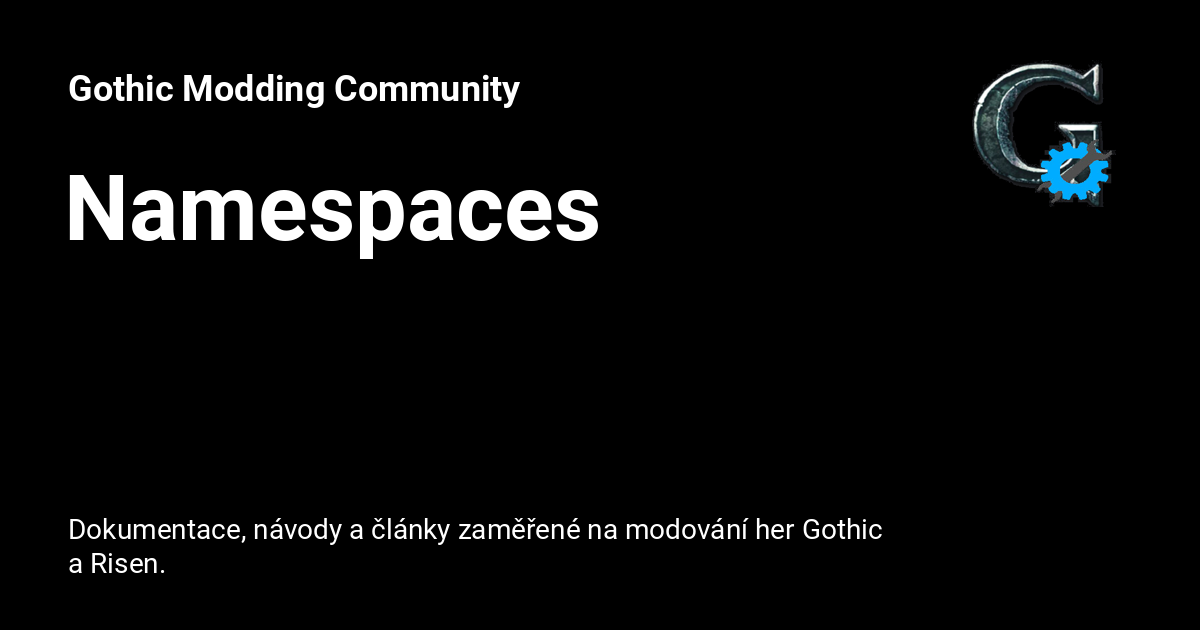 Gothic Modding Community
Namespaces
Dokumentace, návody a články zaměřené na modování her Gothic
a Risen.